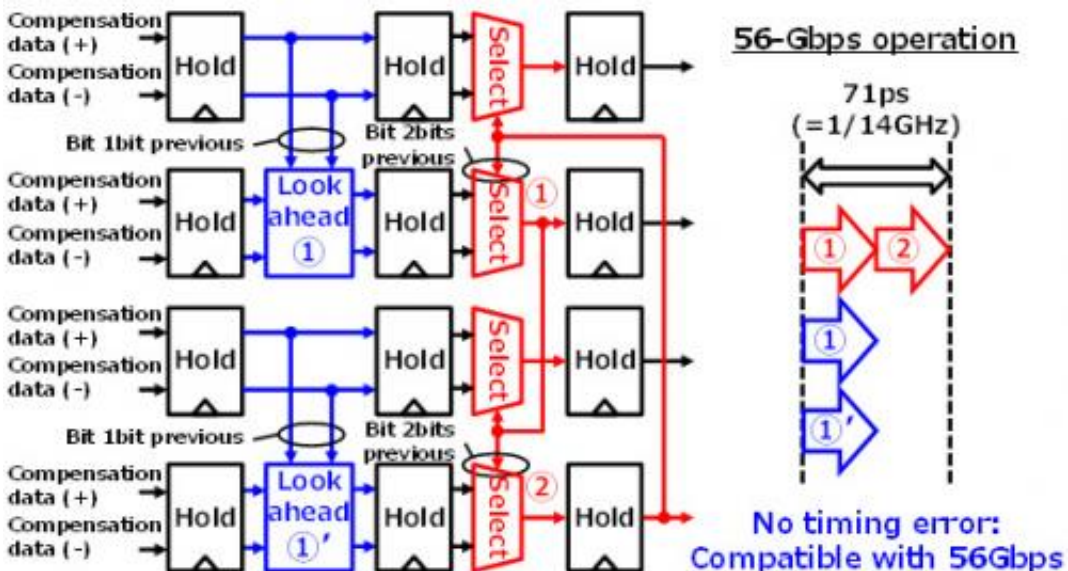 Compensation
data (+)
Compensation
data (-)
Hold
Hold
Select
Hold
Bit 1bit previous
Bit 2bits
previous
Compensation
data (+)
Compensation
data (-)
Hold
Look
ahead
①
Hold
Select
①
Hold
Compensation
data (+)
Compensation
data (-)
Hold
Hold
Select
Hold
Bit 1bit previous
Bit 2bits
previous
Compensation
data (+)
Compensation
data (-)
Hold
Look
ahead
①'
Hold
Select
②
Hold
56-Gbps operation
71ps
(=1/14GHz)
① ②
①
①'
No timing error:
Compatible with 56Gbps